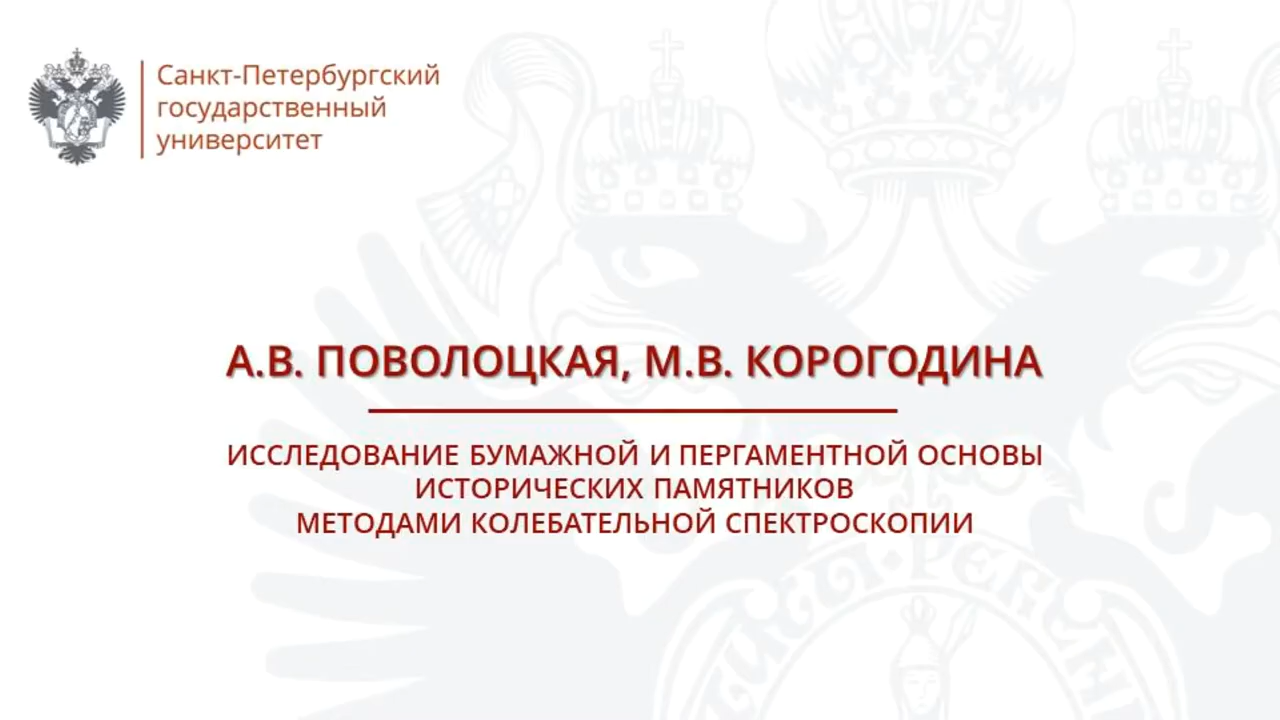 Санкт-Петербургский
государственный
университет
А.В. ПОВОЛОЦКАЯ, М.В. КОРОГОДИНА
ИССЛЕДОВАНИЕ БУМАЖНОЙ И ПЕРГАМЕНТНОЙ ОСНОВЫ
ИСТОРИЧЕСКИХ ПАМЯТНИКОВ
МЕТОДАМИ КОЛЕБАТЕЛЬНОЙ СПЕКТРОСКОПИИ